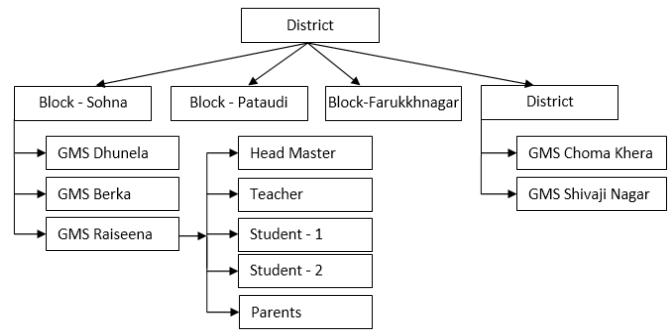 District
Block - Sohna
Block - Pataudi
Block-Farukkhnagar
District
GMS Dhunela
GMS Berka
GMS Raiseena
Head Master
Teacher
Student - 1
Student - 2
Parents
GMS Choma Khera
GMS Shivaji Nagar